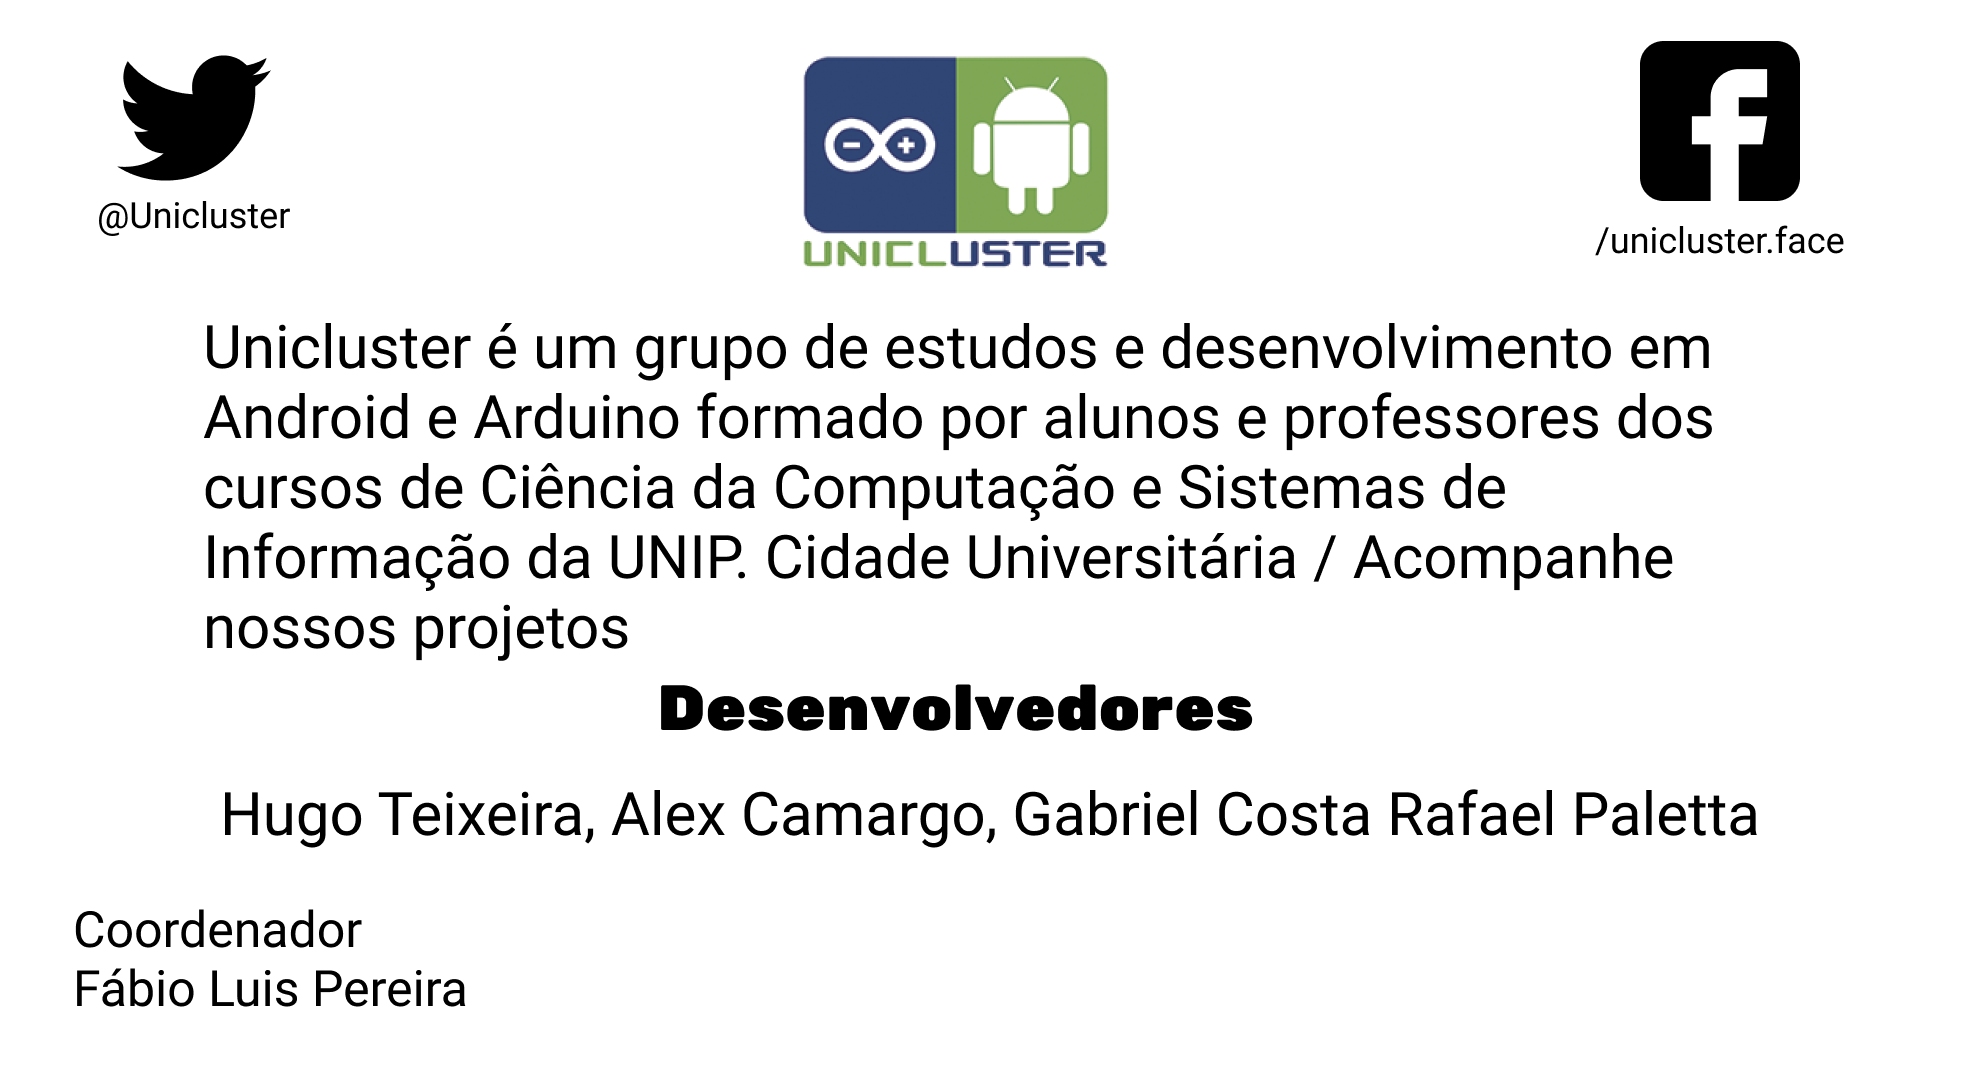 @Unicluster
UNICLUSTER
/unicluster.face
Unicluster é um grupo de estudos e desenvolvimento em
Android e Arduino formado por alunos e professores dos
cursos de Ciência da Computação e Sistemas de
Informação da UNIP. Cidade Universitária / Acompanhe
nossos projetos
Desenvolvedores
Hugo Teixeira, Alex Camargo, Gabriel Costa Rafael Paletta
Coordenador
Fábio Luis Pereira